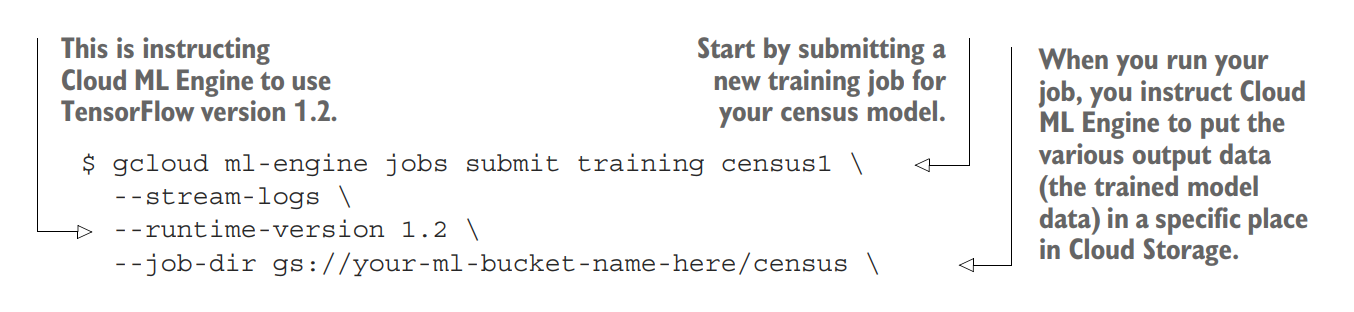 This is instructing
Cloud ML Engine to use
TensorFlow version 1.2.
Start by submitting a
new training job for
your census model.
When you run your
job, you instruct Cloud
ML Engine to put the
various output data
(the trained model
data) in a specific place
in Cloud Storage.
$ gcloud ml-engine jobs submit training census1 \
--stream-logs \
--runtime-version 1.2 \
--job-dir gs://your-ml-bucket-name-here/census \